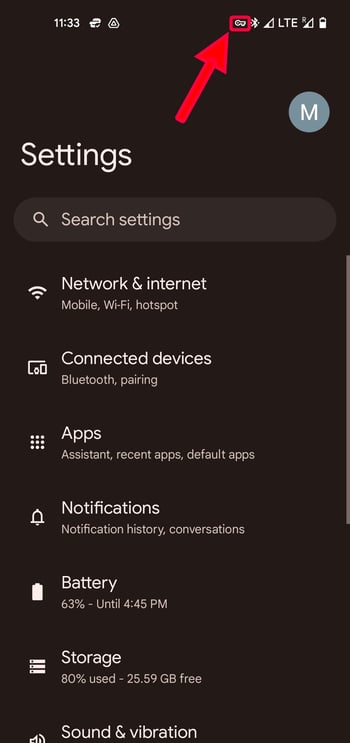 11:33 LTE R
M
Settings
Search settings
Network & internet
Mobile, Wi-Fi, hotspot
Connected devices
Bluetooth, pairing
Apps
Assistant, recent apps, default apps
Notifications
Notification history, conversations
Battery
63% - Until 4:45 PM
Storage
80% used - 25.59 GB free
Sound & vibration